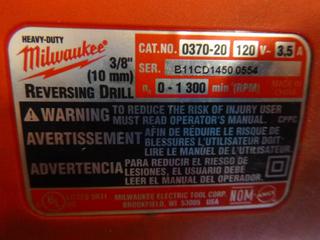 HEAVY-DUTY
Milwaukee
3/8"
(10 mm)
REVERSING DRILL
CAT.NO. 0370-20 120 V~ 3.5 A
SER. B11CD1450 0554
n₀ 0-1 300 min (RPM)
WARNING TO REDUCE THE RISK OF INJURY USER
MUST READ OPERATOR'S MANUAL. CPPC
AVERTISSEMENT AFIN DE RÉDUIRE LE RISQUE DE
BLESSURES, L'UTILISATEUR DOIT
LIRE LE MANUEL DE L'UTILISATEUR.
ADVERTENCIA PARA REDUCIR EL RIESGO DE
LESIONES, EL USUARIO DEBE
LEER EL MANUAL DEL OPERADOR.
MILWAUKEE ELECTRIC TOOL CORP.
BROOKFIELD, WI 53005 USA
NOM